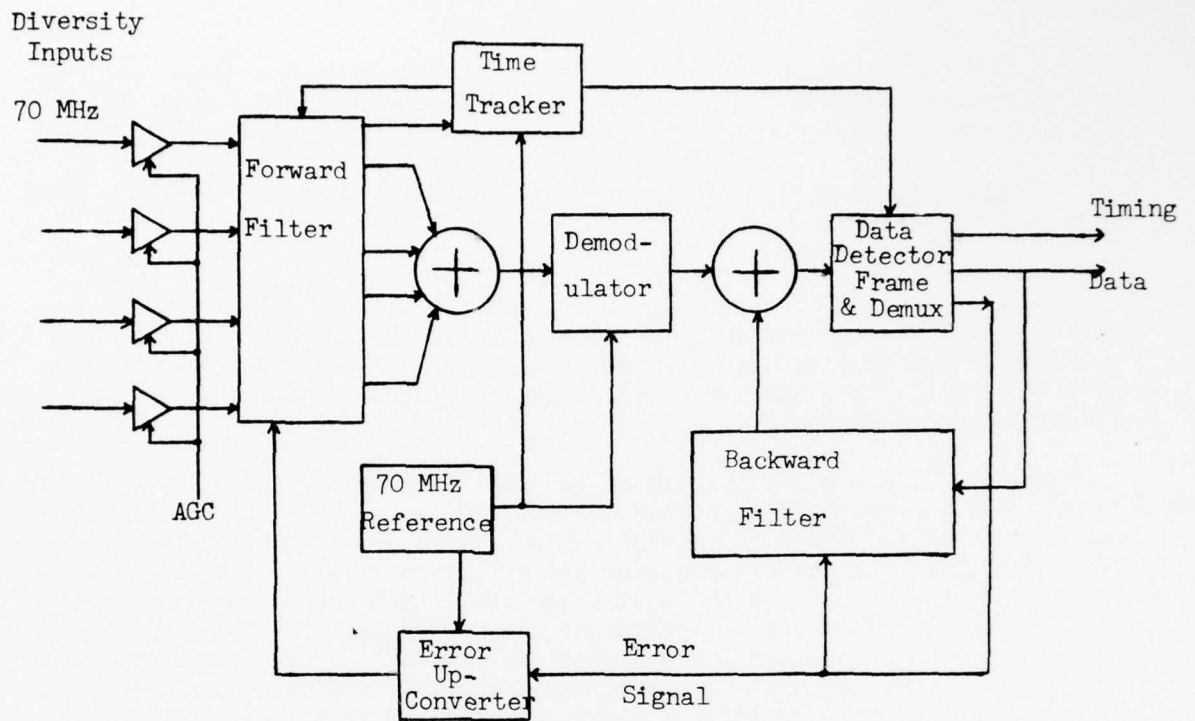 Diversity
Inputs
70 MHz
Time
Tracker
Forward
Filter
Demod-
ulator
Data
Detector
Frame
& Demux
Timing
Data
AGC
70 MHz
Reference
Backward
Filter
Error
Up-
Converter
Error
Signal